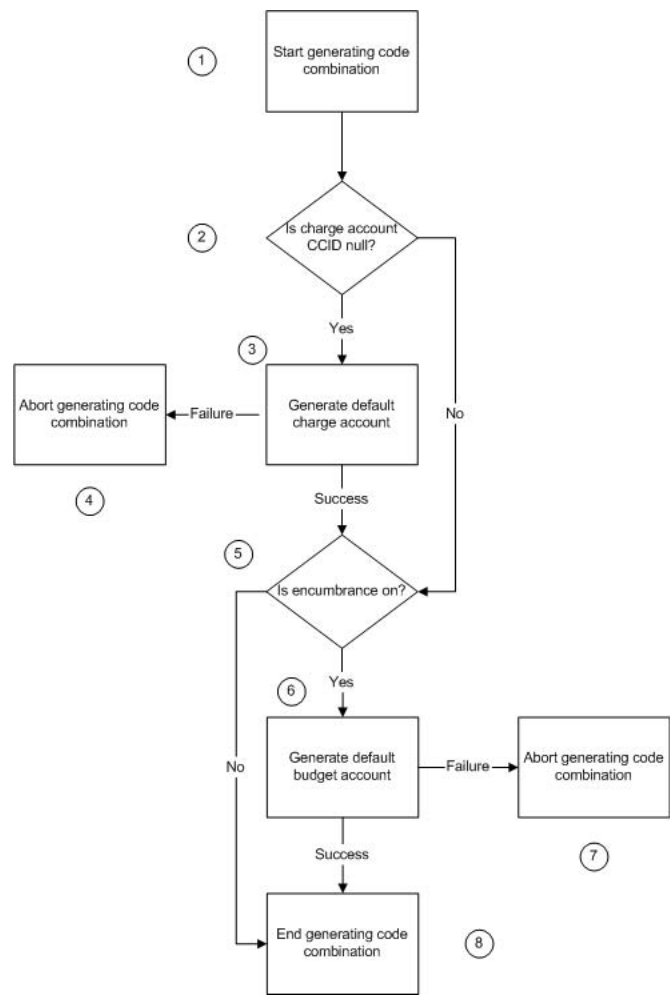 1
Start generating code
combination
2
Is charge account
CCID null?
Yes
3
Abort generating code
combination
Failure
Generate default
charge account
No
4
Success
5
Is encumbrance on?
6
Yes
No
Generate default
budget account
Failure
Abort generating code
combination
Success
7
End generating code
combination
8